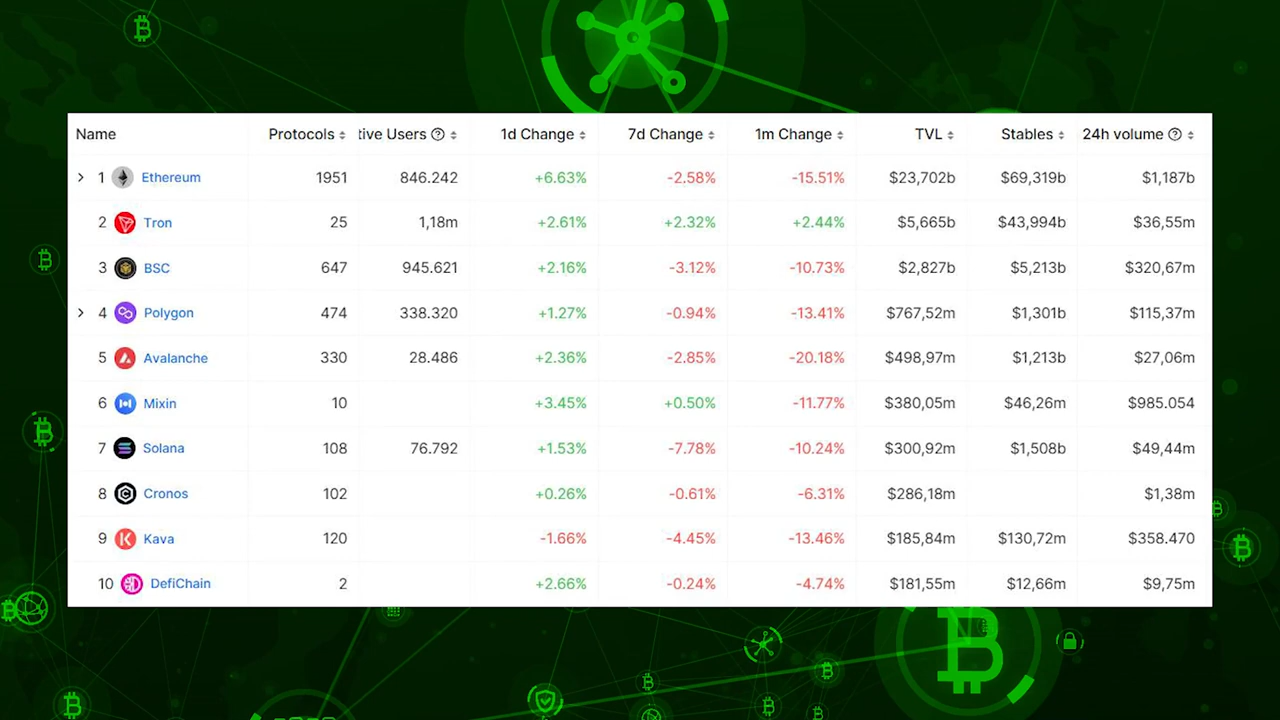 Name Protocols tive Users 1d Change 7d Change 1m Change TVL Stables 24h volume
1 Ethereum 1951 846.242 +6.63% -2.58% -15.51% $23,702b $69,319b $1,187b
2 Tron 25 1,18m +2.61% +2.32% +2.44% $5,665b $43,994b $36,55m
3 BSC 647 945.621 +2.16% -3.12% -10.73% $2,827b $5,213b $320,67m
4 Polygon 474 338.320 +1.27% -0.94% -13.41% $767,52m $1,301b $115,37m
5 Avalanche 330 28.486 +2.36% -2.85% -20.18% $498,97m $1,213b $27,06m
6 Mixin 10 +3.45% +0.50% -11.77% $380,05m $46,26m $985.054
7 Solana 108 76.792 +1.53% -7.78% -10.24% $300,92m $1,508b $49,44m
8 Cronos 102 +0.26% -0.61% -6.31% $286,18m $1,38m
9 Kava 120 -1.66% -4.45% -13.46% $185,84m $130,72m $358.470
10 DefiChain 2 +2.66% -0.24% -4.74% $181,55m $12,66m $9,75m